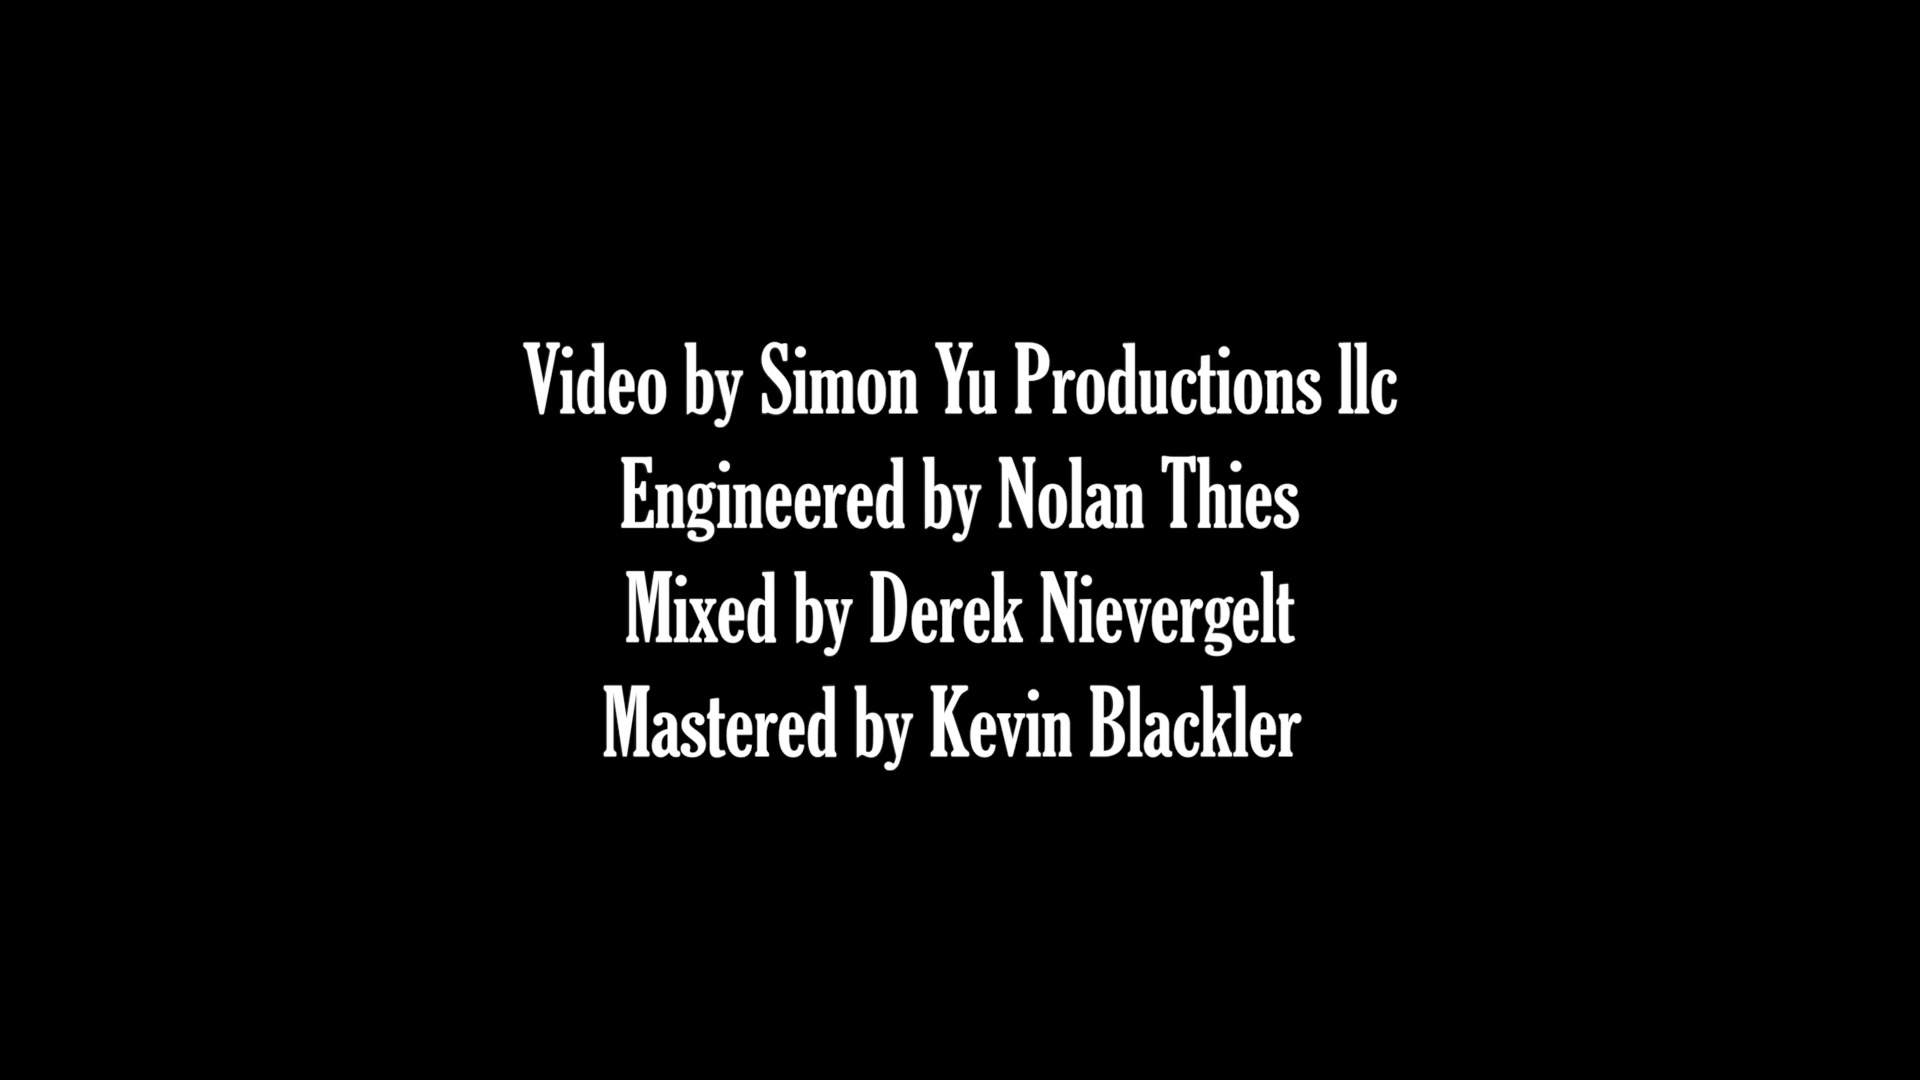 Video by Simon Yu Productions llc
Engineered by Nolan Thies
Mixed by Derek Nievergelt
Mastered by Kevin Blackler